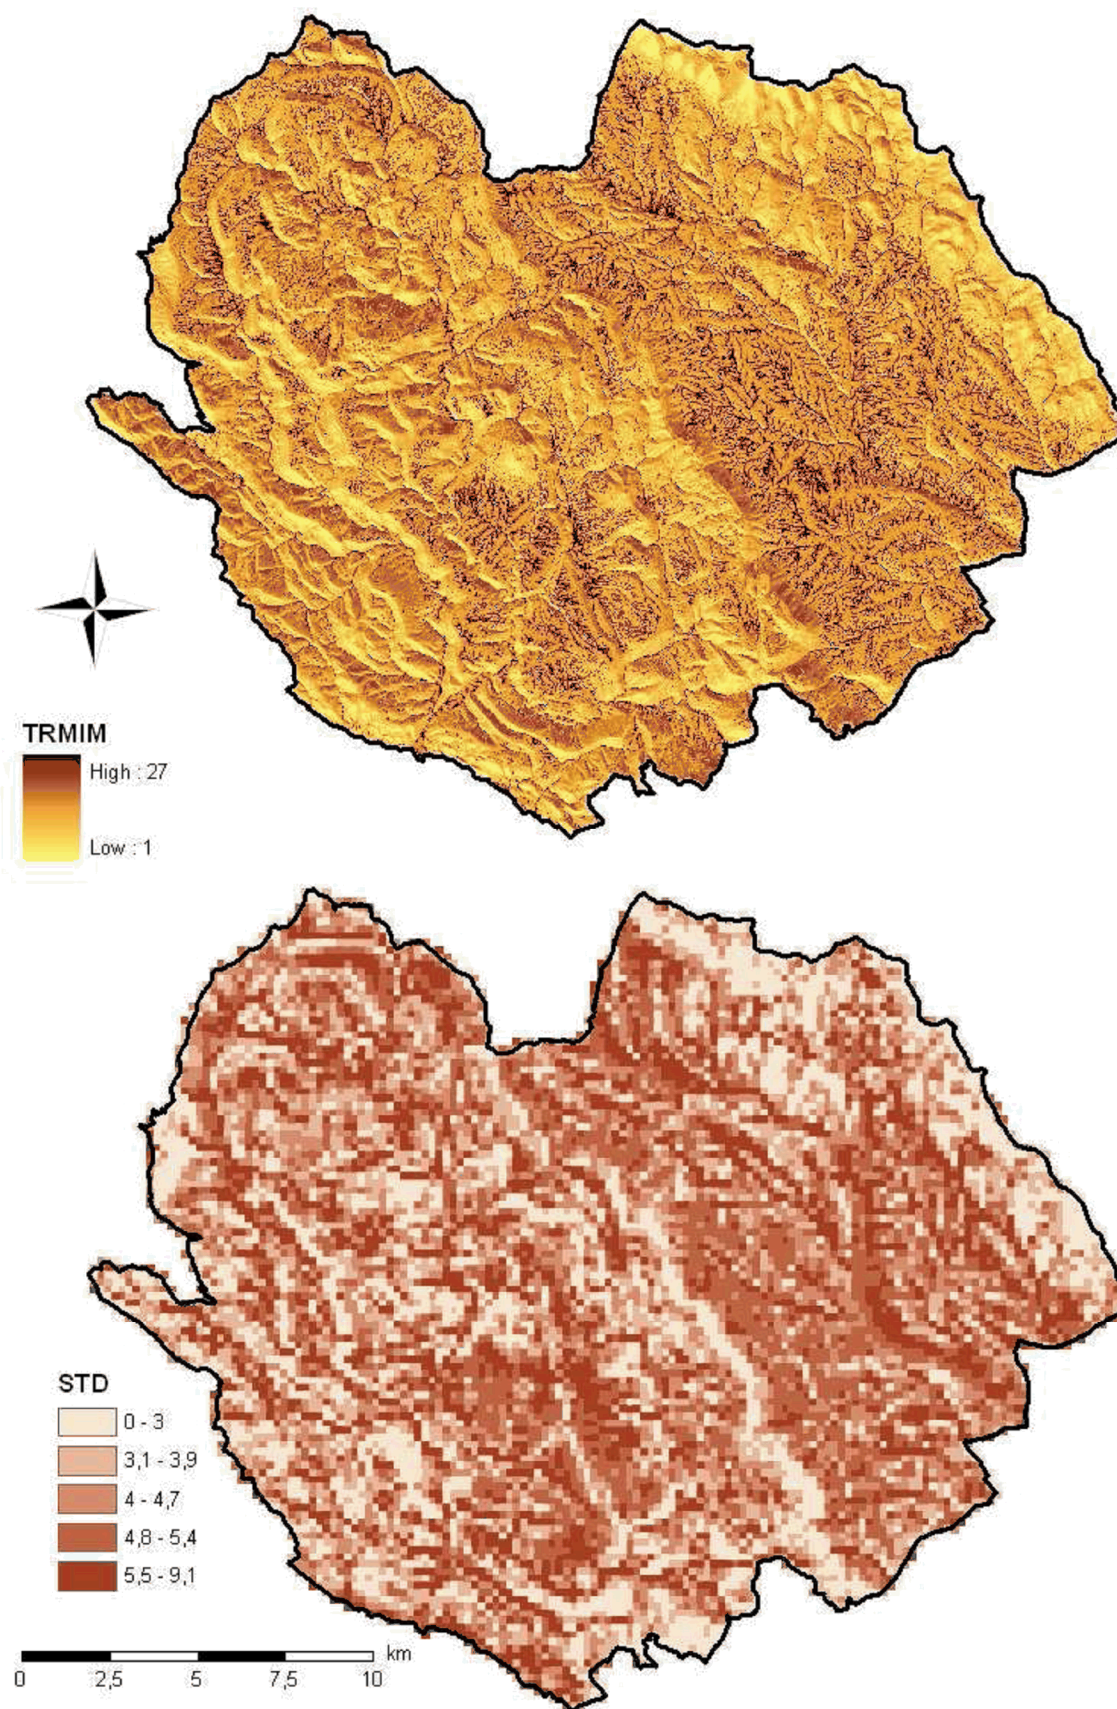 TRMIM
High : 27
Low : 1
STD
0 - 3
3,1 - 3,9
4 - 4,7
4,8 - 5,4
5,5 - 9,1
km
0 2,5 5 7,5 10